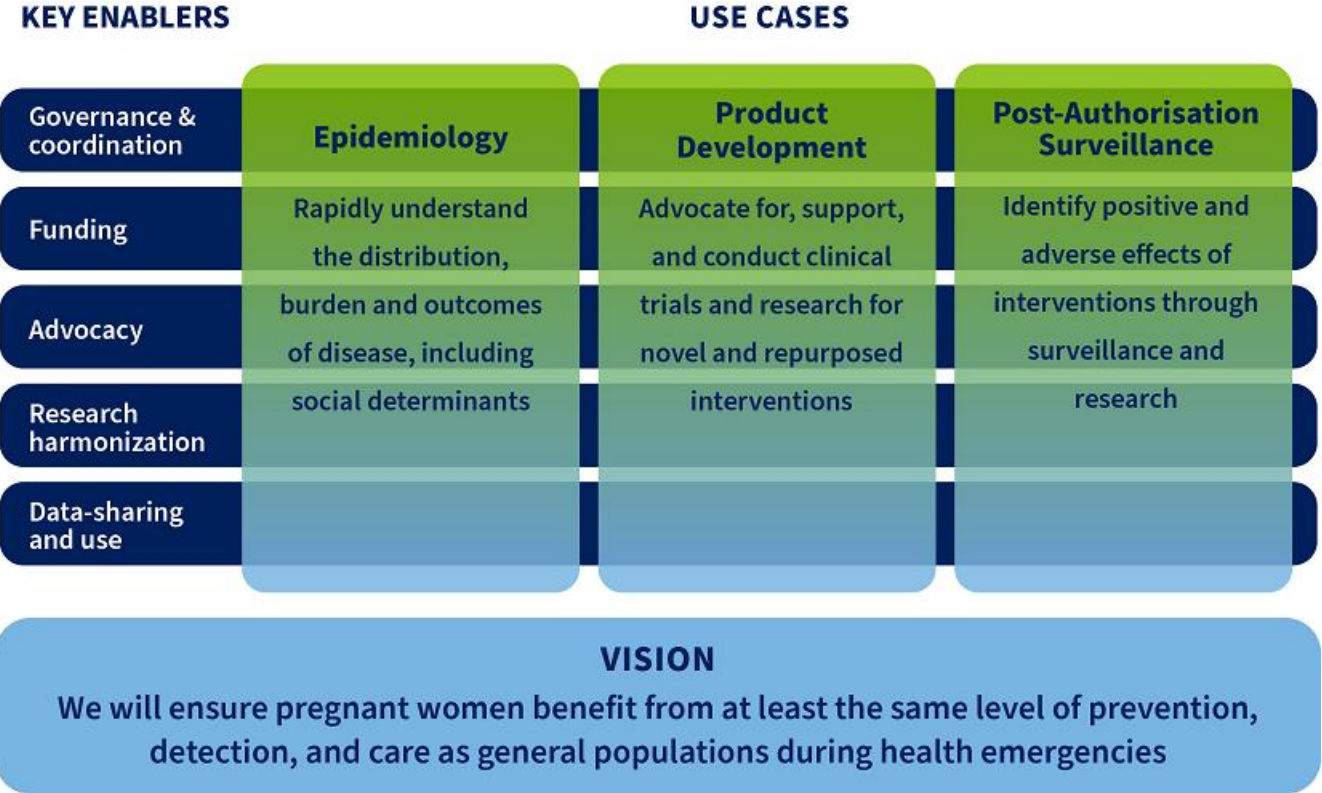 KEY ENABLERS
USE CASES
Governance &
coordination
Funding
Advocacy
Research
harmonization
Data-sharing
and use
Epidemiology
Rapidly understand
the distribution,
burden and outcomes
of disease, including
social determinants
Product
Development
Advocate for, support,
and conduct clinical
trials and research for
novel and repurposed
interventions
Post-Authorisation
Surveillance
Identify positive and
adverse effects of
interventions through
surveillance and
research
VISION
We will ensure pregnant women benefit from at least the same level of prevention,
detection, and care as general populations during health emergencies